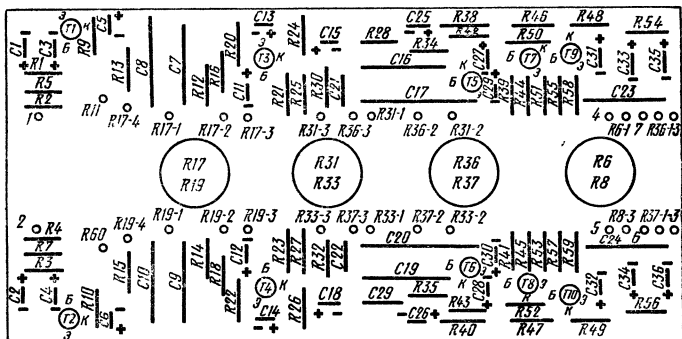 C1 + C3 + Э T1 К Б R9 C5 + R13 C8 C7 R12 R16 R20 C13 + Э T3 К Б C11 + R24 + C15 R28 C25 + R34 R38 R42 C27 + R46 R50 К T7 Б Э R48 К T9 Б Э C31 + R54 C33 + C35 +
R1 R5 R2 R21 R25 R30 C21 C16 C17 К Б T5 Э C29 R39 R44 R51 R55 R58 C23
1 R11 R17-4 R17-1 R17-2 R17-3 R31-3 R36-3 R31-1 R36-2 R31-2 4 R6-1 7 R36-1-3
R17 R31 R36 R6
R19 R33 R37 R8
2 R4 R60 R19-4 R19-1 R19-2 R19-3 R33-3 R37-3 R33-1 R37-2 R33-2 5 R8-3 R37-1-3
R7 R3 R15 C10 C9 R14 R18 C12 R23 R27 R32 C22 C20 C19 C30 R41 R45 R53 R57 R59 C24 6
C2 + C4 + Б T2 К Э R10 C6 + R22 + Б T4 К Э C14 + R26 + C18 C29 R35 C26 + R43 R40 Б T6 К Э C28 + Б T8 Э К R52 R47 Б T10 Э К R49 C32 + C34 + C36 + R56